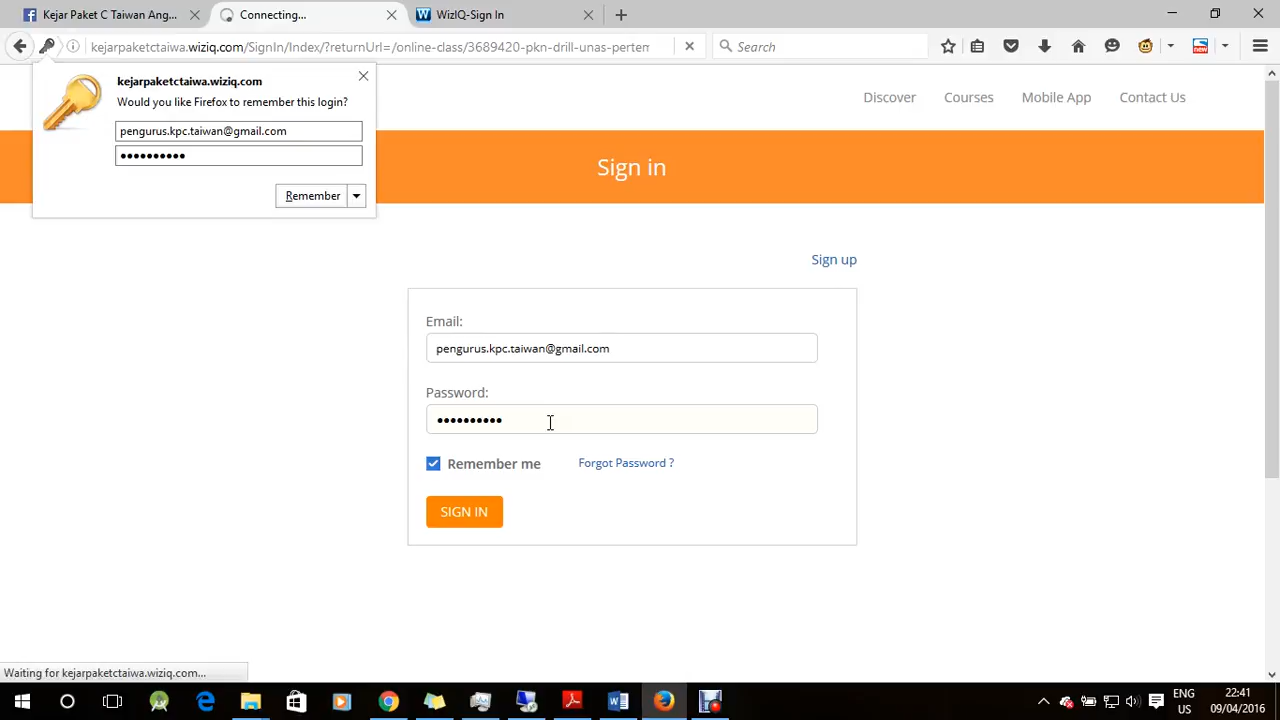 Kejar Paket C Taiwan Ang...
Connecting...
WizIQ-Sign In
kejarpaketctaiwa.wiziq.com/SignIn/Index/?returnUrl=/online-class/3689420-pkn-drill-unas-pertem
Search
kejarpaketctaiwa.wiziq.com
Would you like Firefox to remember this login?
pengurus.kpc.taiwan@gmail.com
••••••••••
Remember
Discover
Courses
Mobile App
Contact Us
Sign in
Sign up
Email:
pengurus.kpc.taiwan@gmail.com
Password:
••••••••••
Remember me
Forgot Password ?
SIGN IN
Waiting for kejarpaketctaiwa.wiziq.com...
ENG
US
22:41
09/04/2016